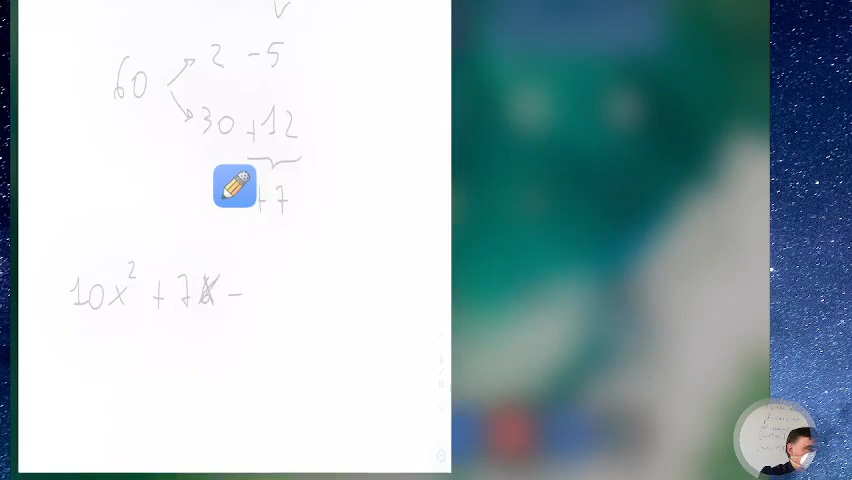 2 -5
60
30 +12
+7
10x² + 7x -